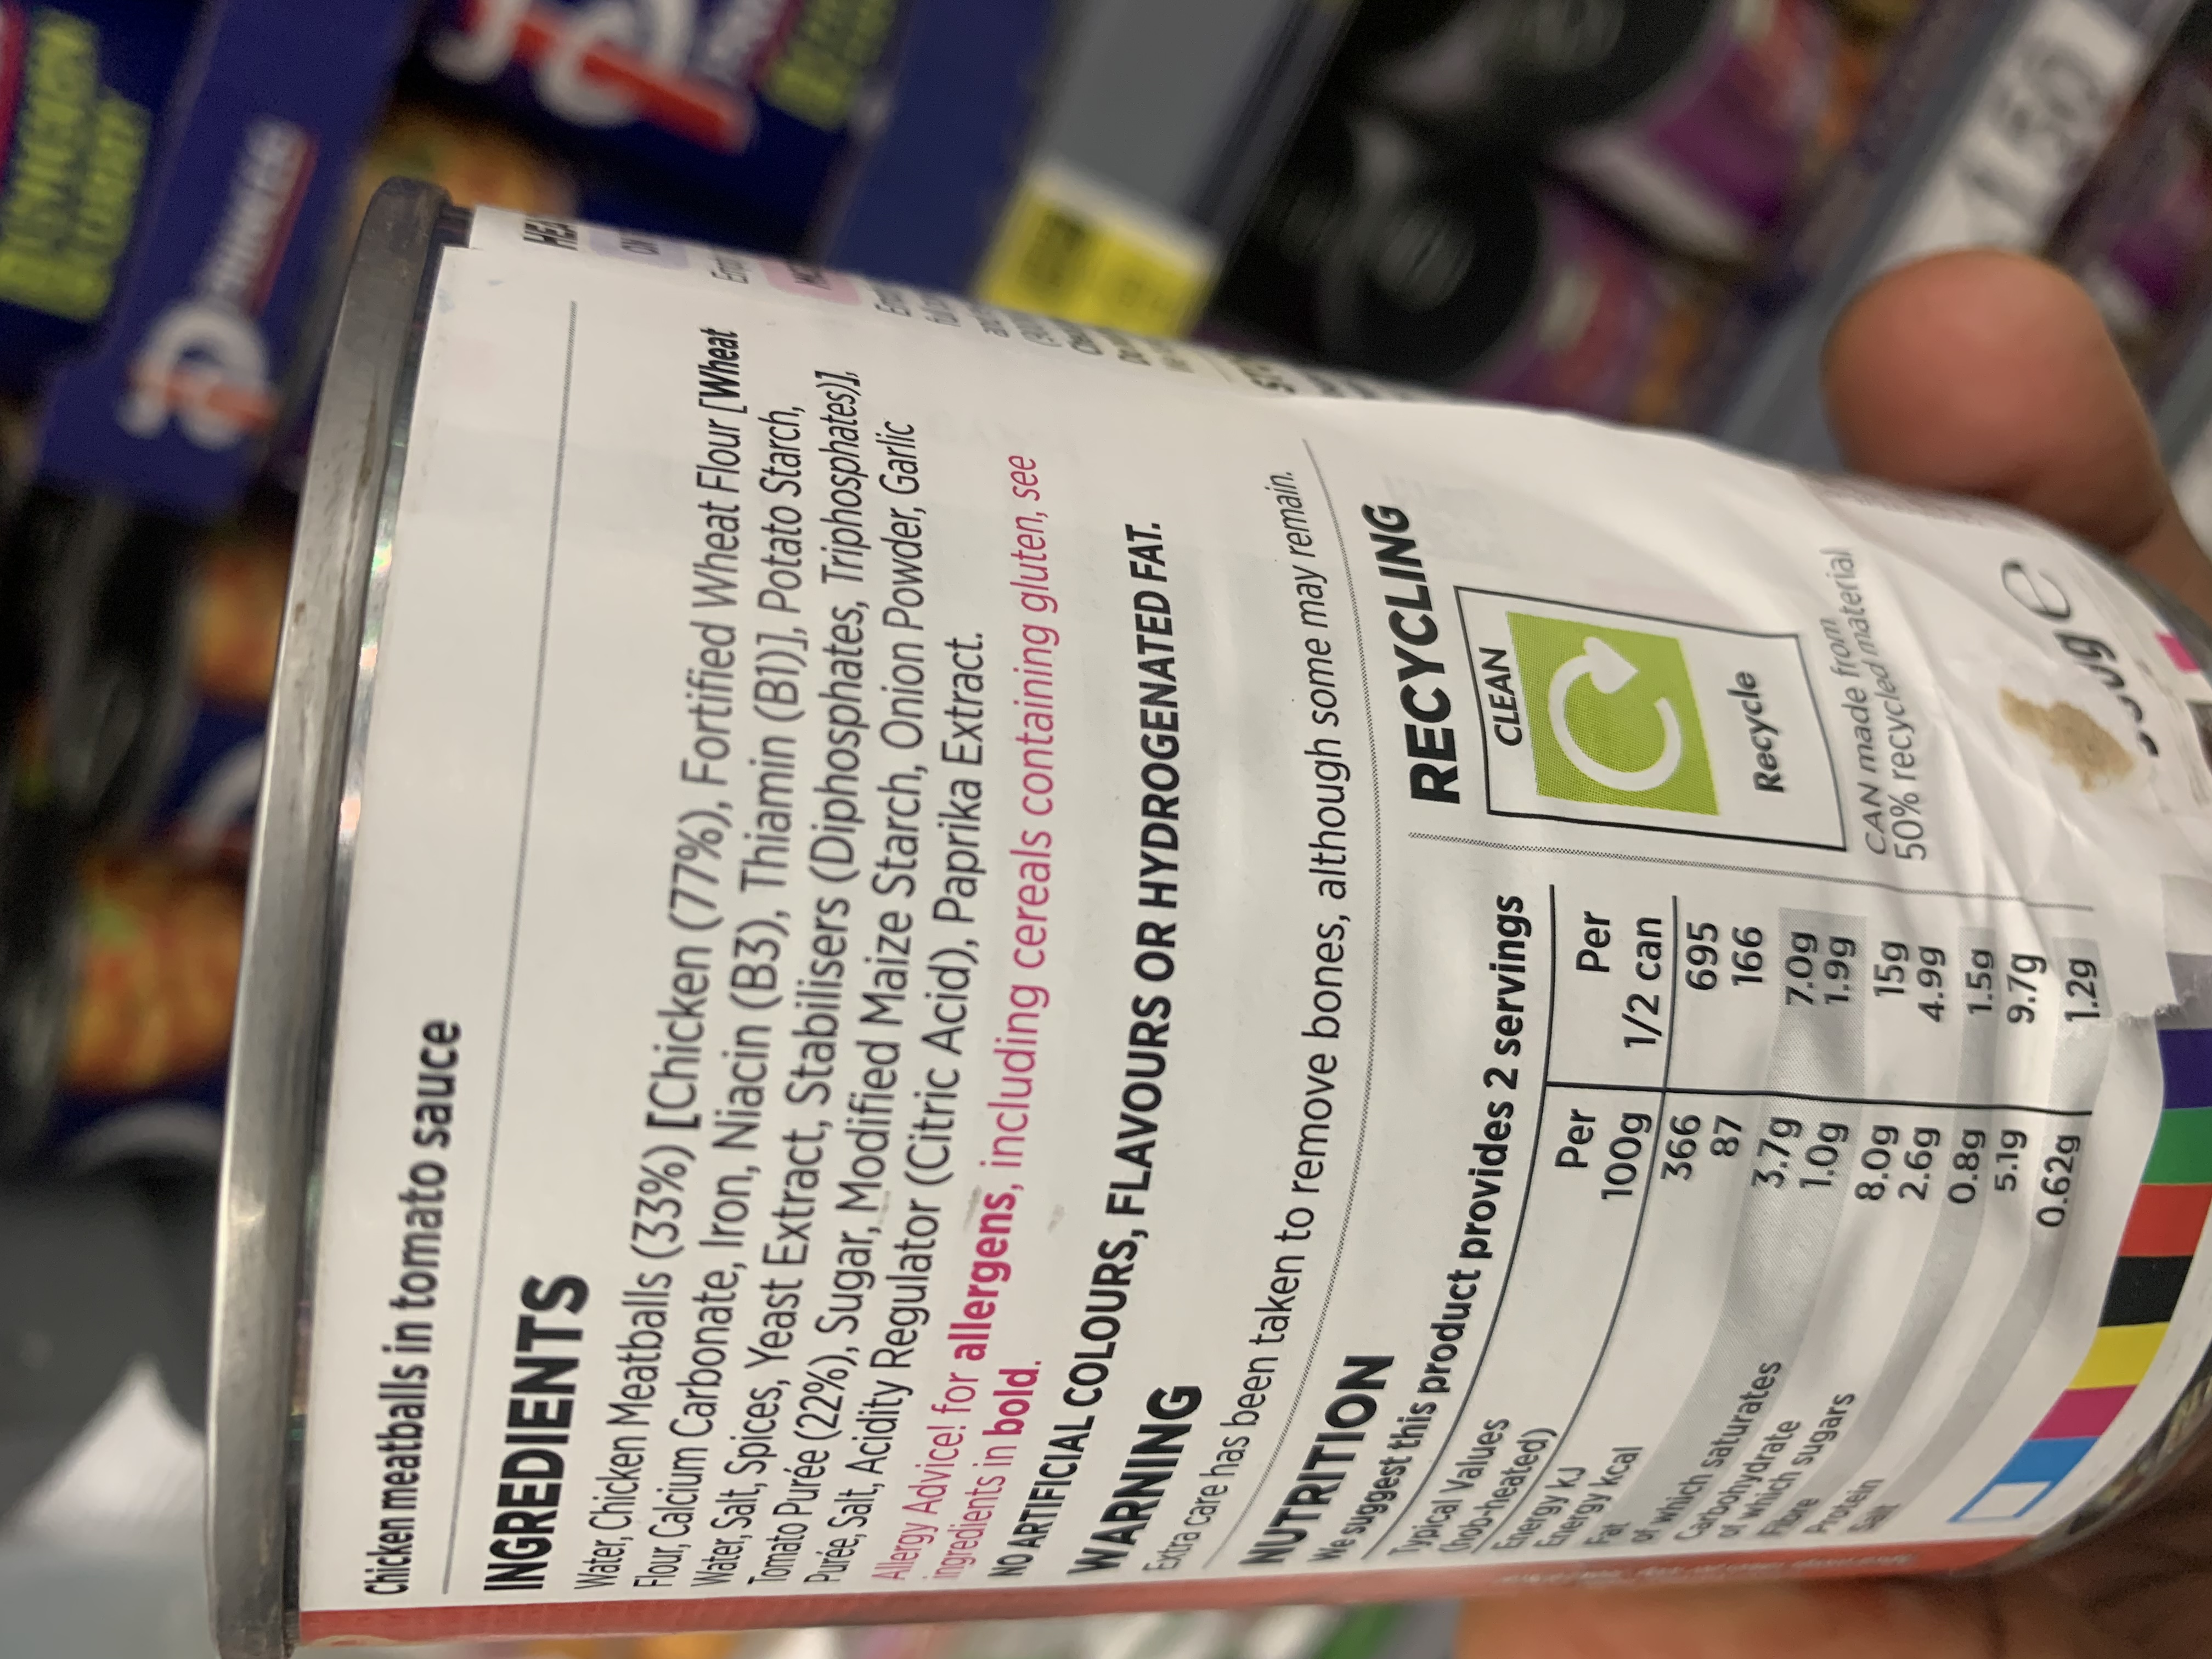 Chicken meatballs in tomato sauce
INGREDIENTS
Water, Chicken Meatballs (33%) [Chicken (77%), Fortified Wheat Flour [Wheat
Flour, Calcium Carbonate, Iron, Niacin (B3), Thiamin (B1)], Potato Starch,
Water, Salt, Spices, Yeast Extract, Stabilisers (Diphosphates, Triphosphates)],
Tomato Purée (22%), Sugar, Modified Maize Starch, Onion Powder, Garlic
Purée, Salt, Acidity Regulator (Citric Acid), Paprika Extract.
Allergy Advice! for allergens, including cereals containing gluten, see
ingredients in bold.
NO ARTIFICIAL COLOURS, FLAVOURS OR HYDROGENATED FAT.
WARNING
Extra care has been taken to remove bones, although some may remain.
NUTRITION
We suggest this product provides 2 servings
Typical Values Per Per
(hob-heated) 100g 1/2 can
Energy kJ 366 695
Energy kcal 87 166
Fat 3.7g 7.0g
of which saturates 1.0g 1.9g
Carbohydrate 8.0g 15g
of which sugars 2.6g 4.9g
Fibre 0.8g 1.5g
Protein 5.1g 9.7g
Salt 0.62g 1.2g
RECYCLING
CLEAN
Recycle
CAN made from
50% recycled material
CHICKEN
CURRY
PRINCES